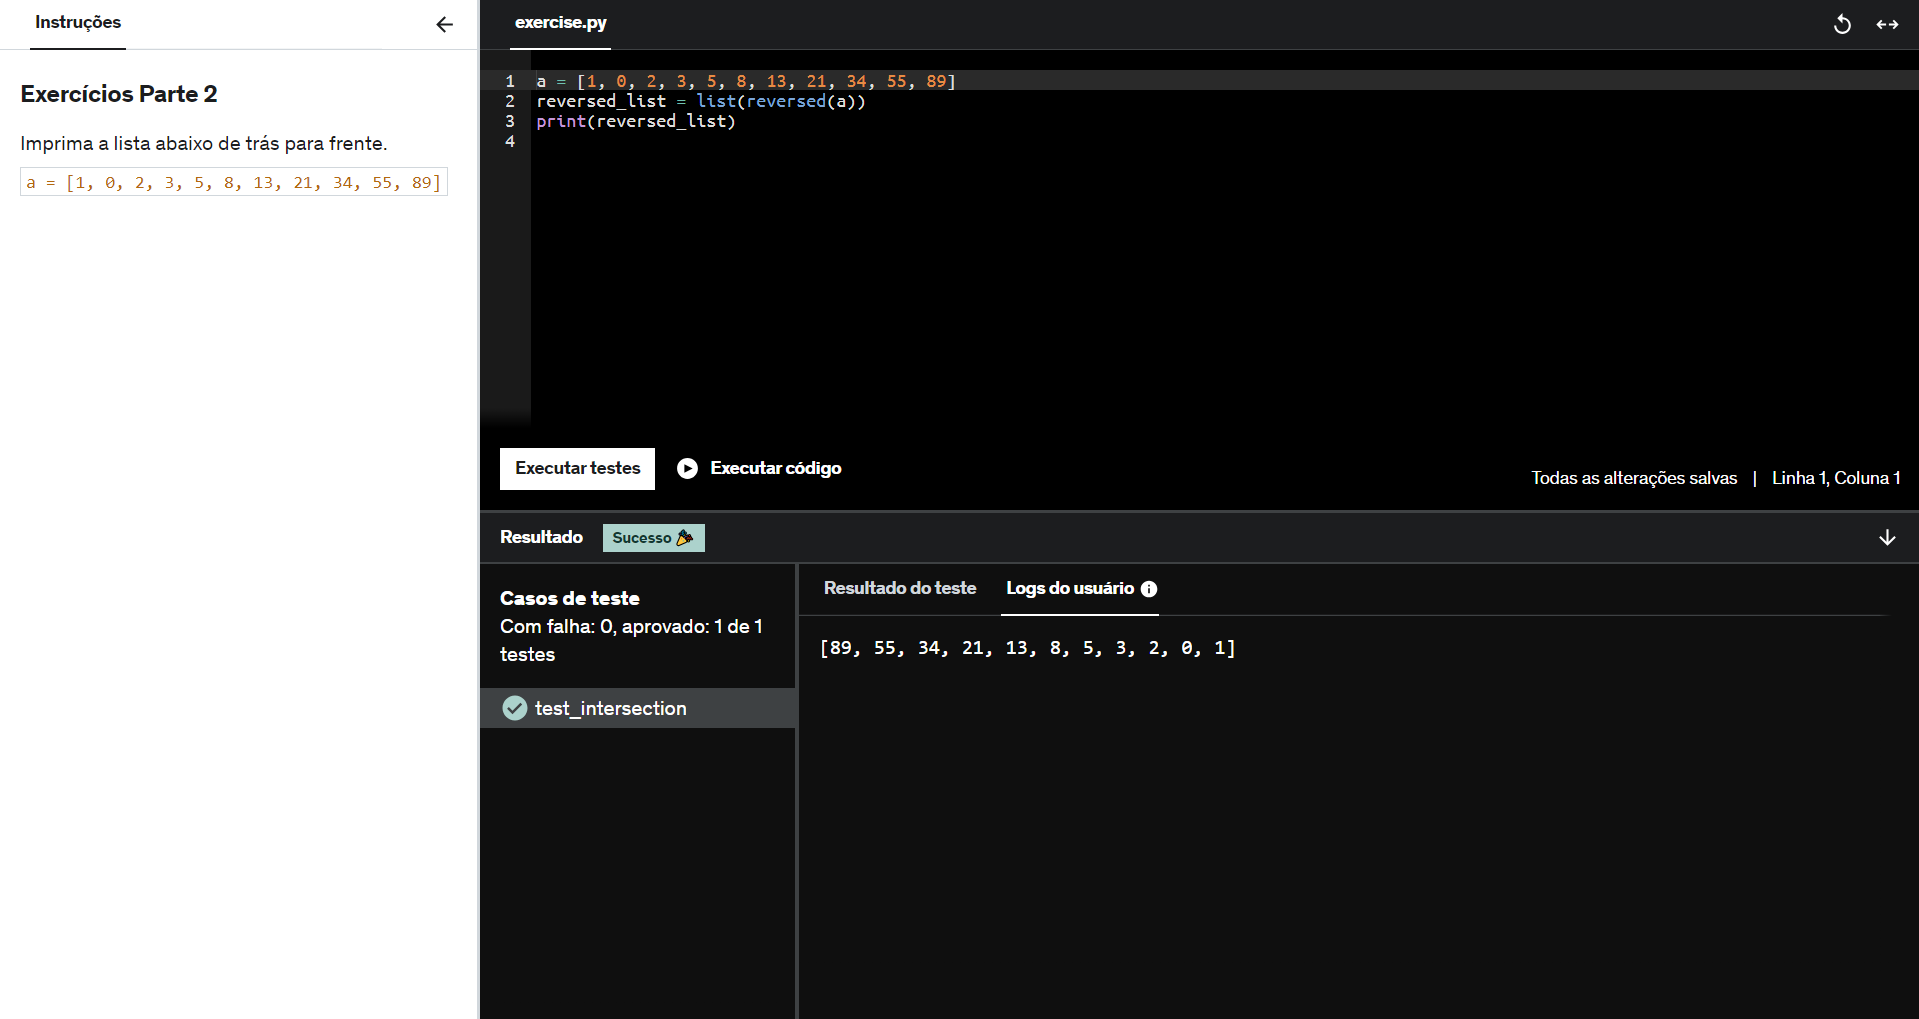 Instruções
Exercícios Parte 2
Imprima a lista abaixo de trás para frente.
a = [1, 0, 2, 3, 5, 8, 13, 21, 34, 55, 89]
exercise.py
1 a = [1, 0, 2, 3, 5, 8, 13, 21, 34, 55, 89]
2 reversed_list = list(reversed(a))
3 print(reversed_list)
4
Executar testes Executar código
Todas as alterações salvas | Linha 1, Coluna 1
Resultado Sucesso
Casos de teste
Com falha: 0, aprovado: 1 de 1
testes
test_intersection
Resultado do teste Logs do usuário
[89, 55, 34, 21, 13, 8, 5, 3, 2, 0, 1]